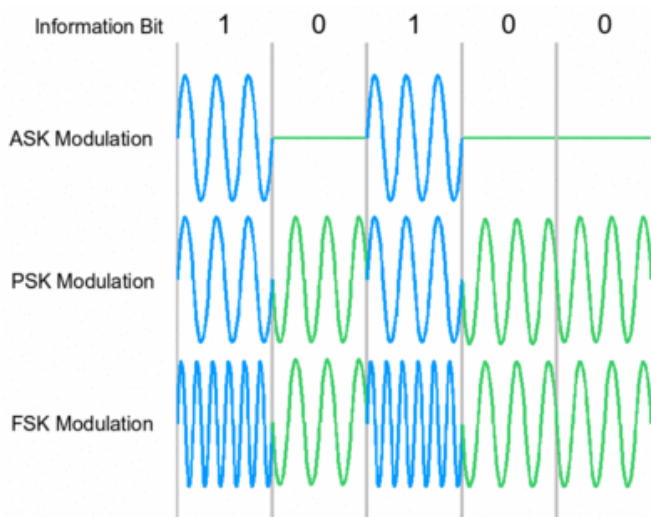 Information Bit 1 0 1 0 0
ASK Modulation
PSK Modulation
FSK Modulation